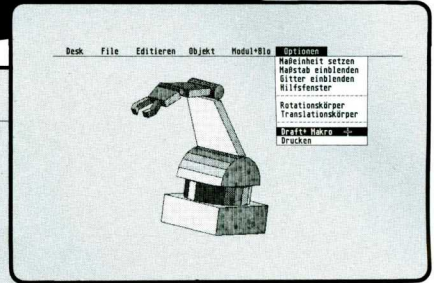 Desk File Editieren Objekt Modul+Blo Optionen
Maßeinheit setzen
Maßstab einblenden
Gitter einblenden
Hilfsfenster
Rotationskörper
Translationskörper
Draft+ Makro
Drucken